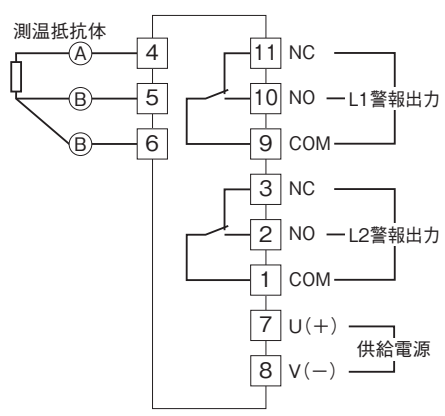 測温抵抗体
A 4
B 5
B 6
11 NC
10 NO L1警報出力
9 COM
3 NC
2 NO L2警報出力
1 COM
7 U(+)
供給電源
8 V(−)